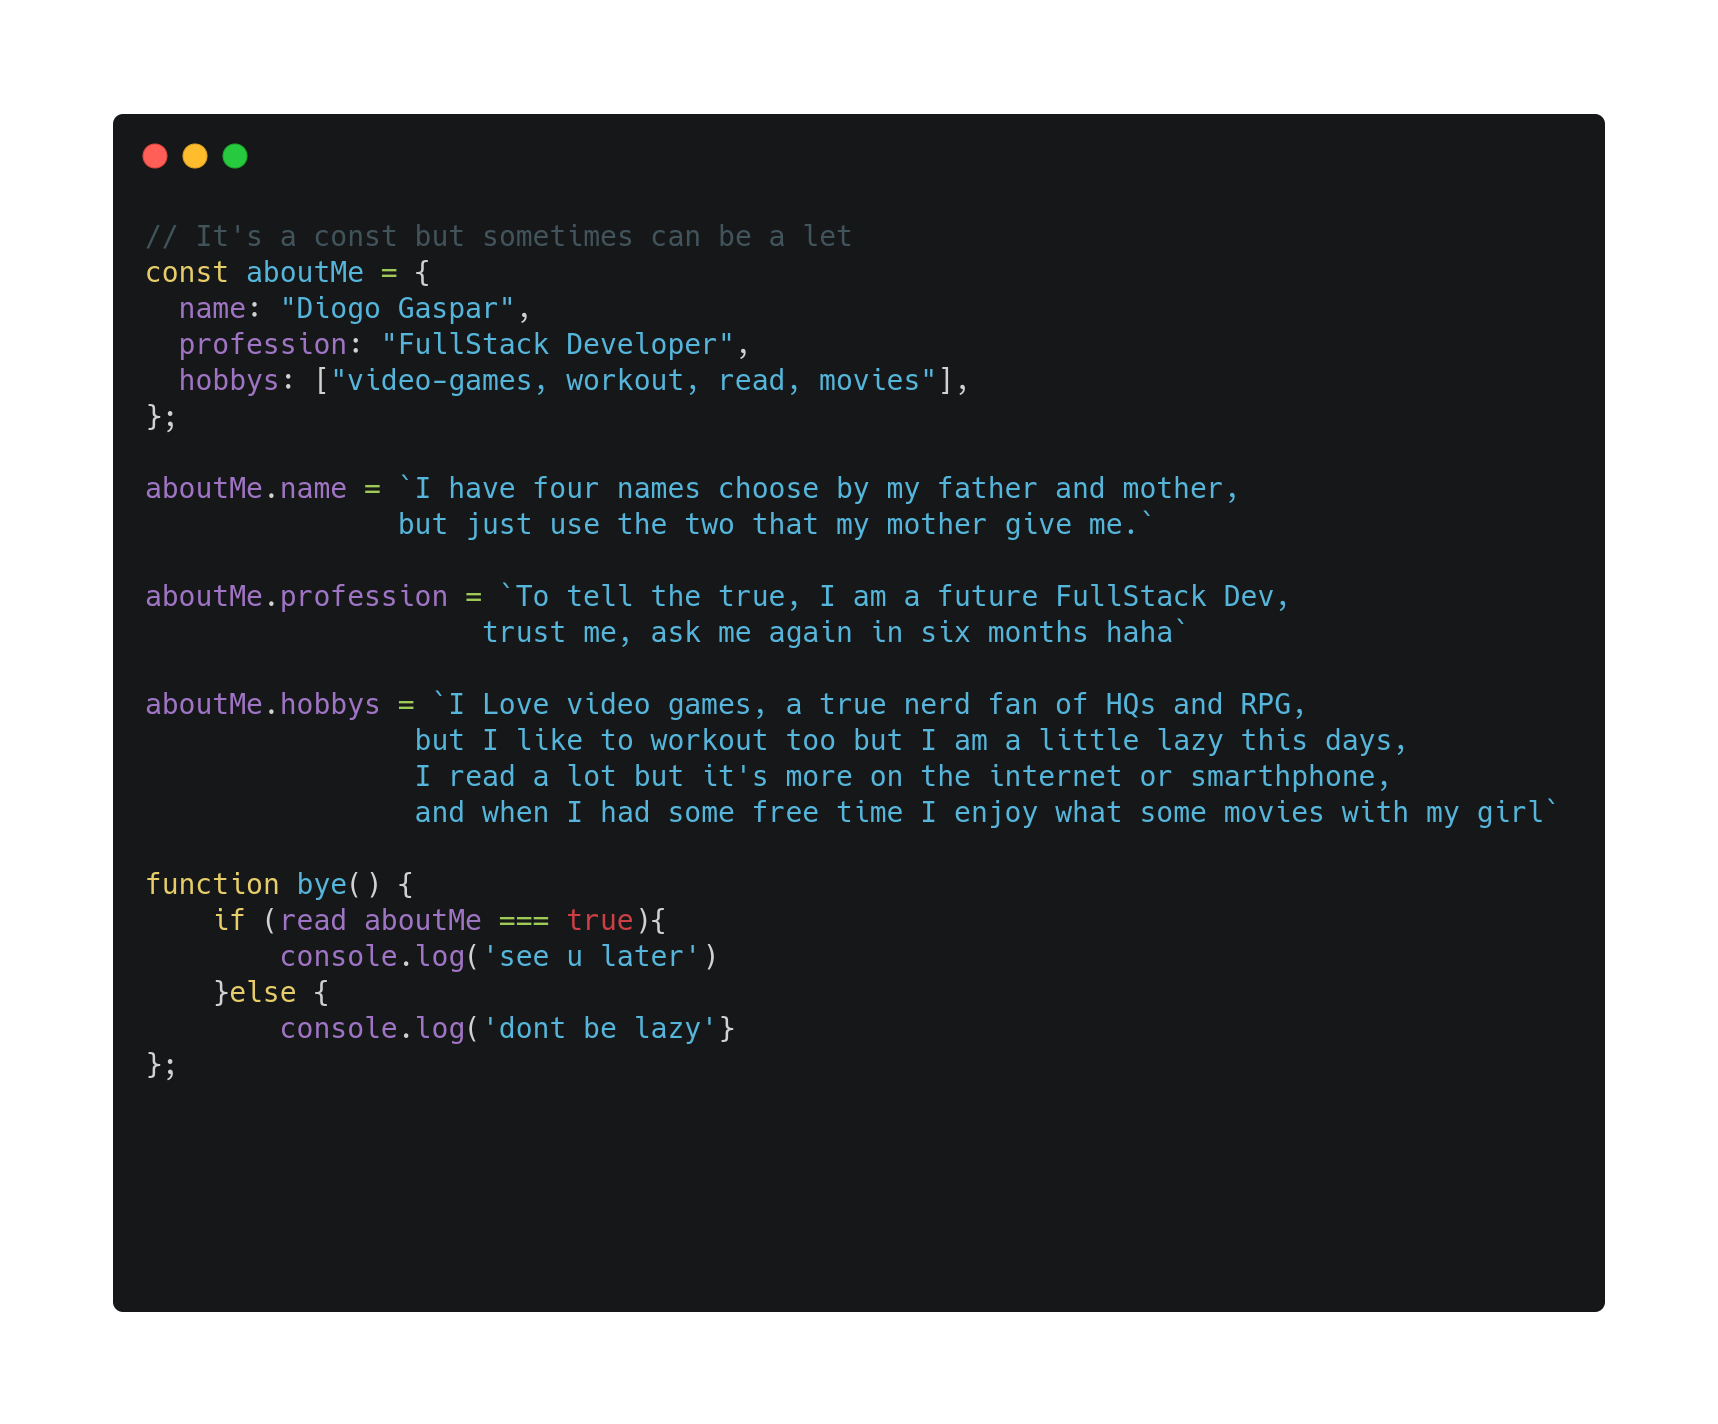 // It's a const but sometimes can be a let
const aboutMe = {
  name: "Diogo Gaspar",
  profession: "FullStack Developer",
  hobbys: ["video-games, workout, read, movies"],
};

aboutMe.name = `I have four names choose by my father and mother,
               but just use the two that my mother give me.`

aboutMe.profession = `To tell the true, I am a future FullStack Dev,
                    trust me, ask me again in six months haha`

aboutMe.hobbys = `I Love video games, a true nerd fan of HQs and RPG,
                but I like to workout too but I am a little lazy this days,
                I read a lot but it's more on the internet or smarthphone,
                and when I had some free time I enjoy what some movies with my girl`

function bye() {
    if (read aboutMe === true){
        console.log('see u later')
    }else {
        console.log('dont be lazy'}
};